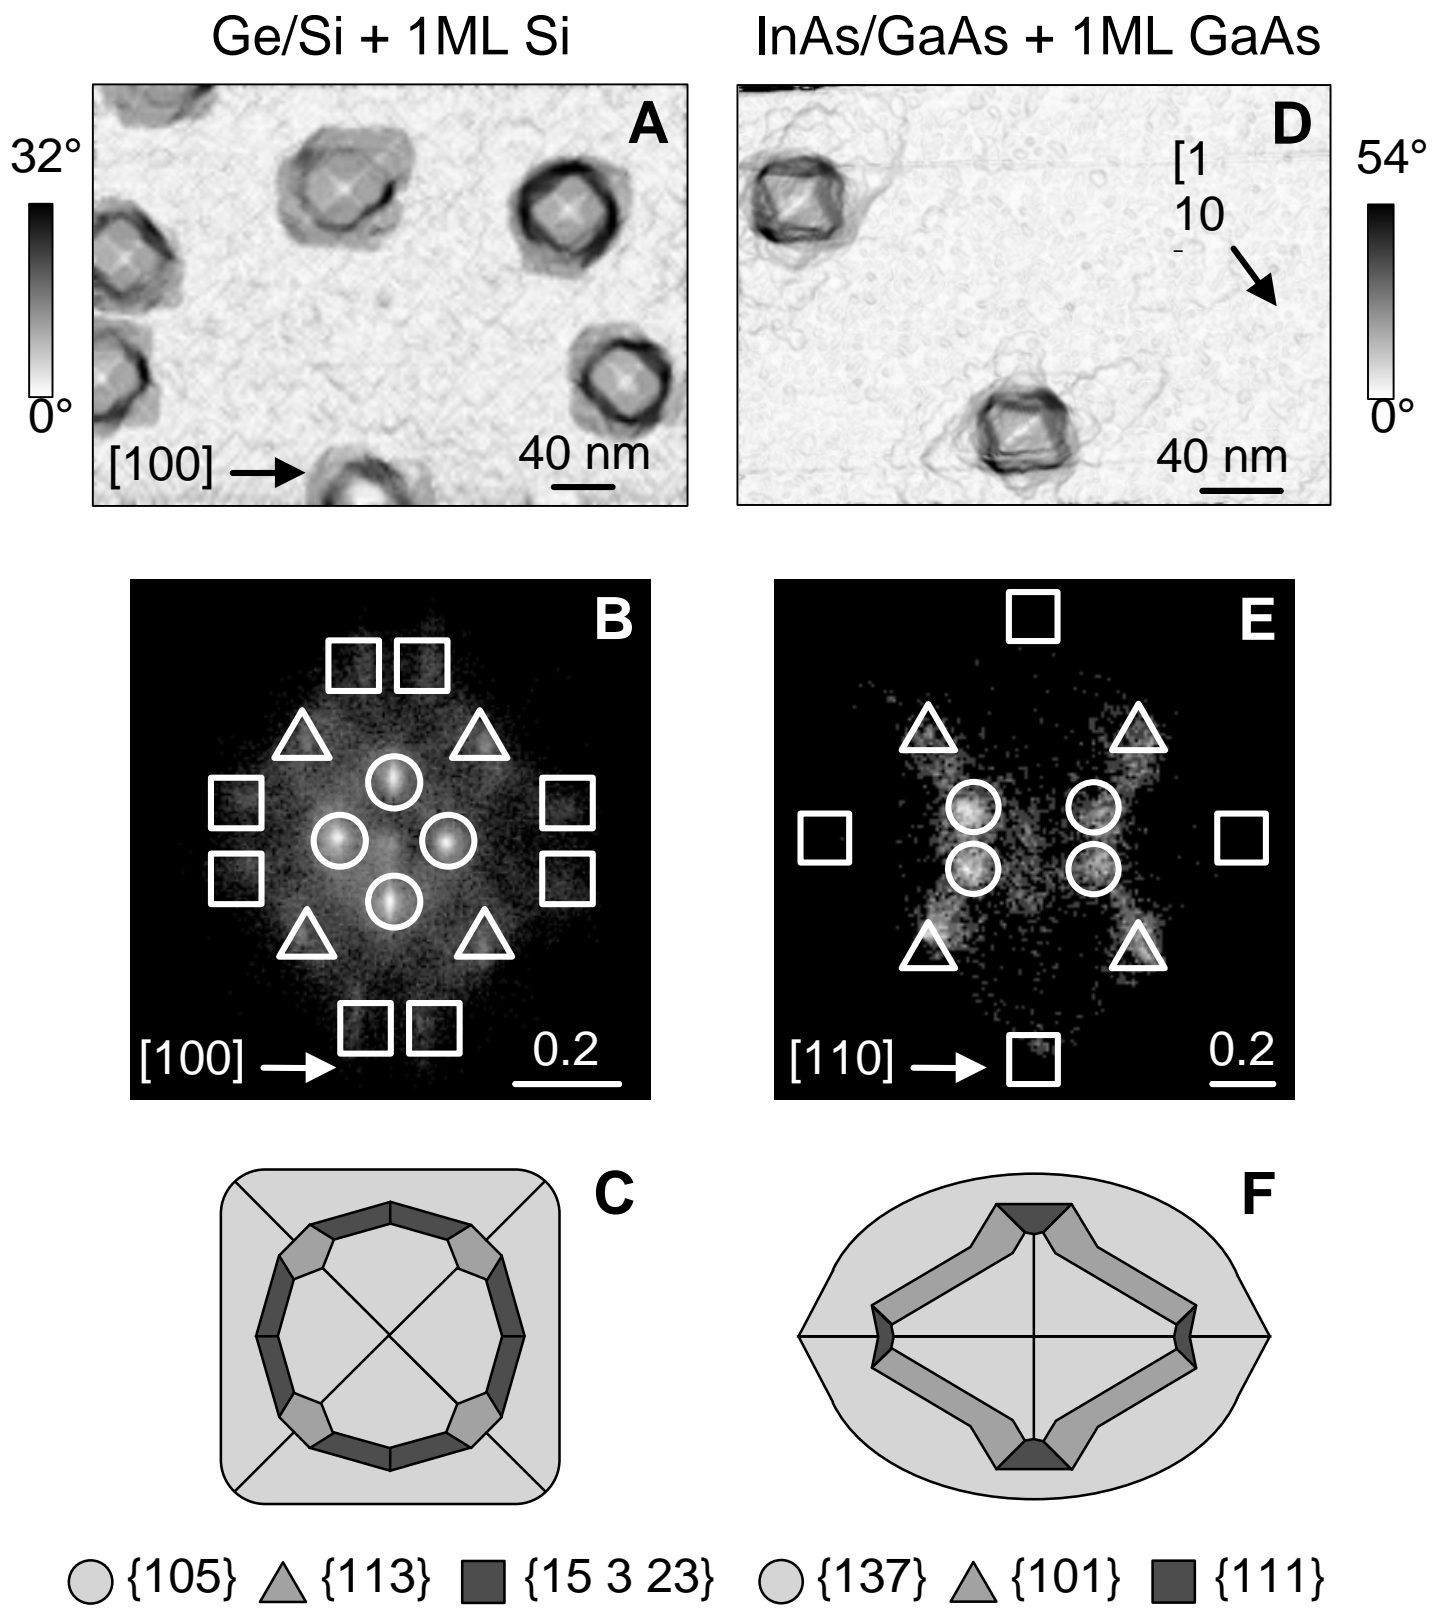 Ge/Si + 1ML Si
InAs/GaAs + 1ML GaAs
A
32°
0°
[100]
40 nm
D
[1
10
-
54°
0°
40 nm
B
[100]
0.2
E
[110]
0.2
C
F
{105} {113} {15 3 23}
{137} {101} {111}